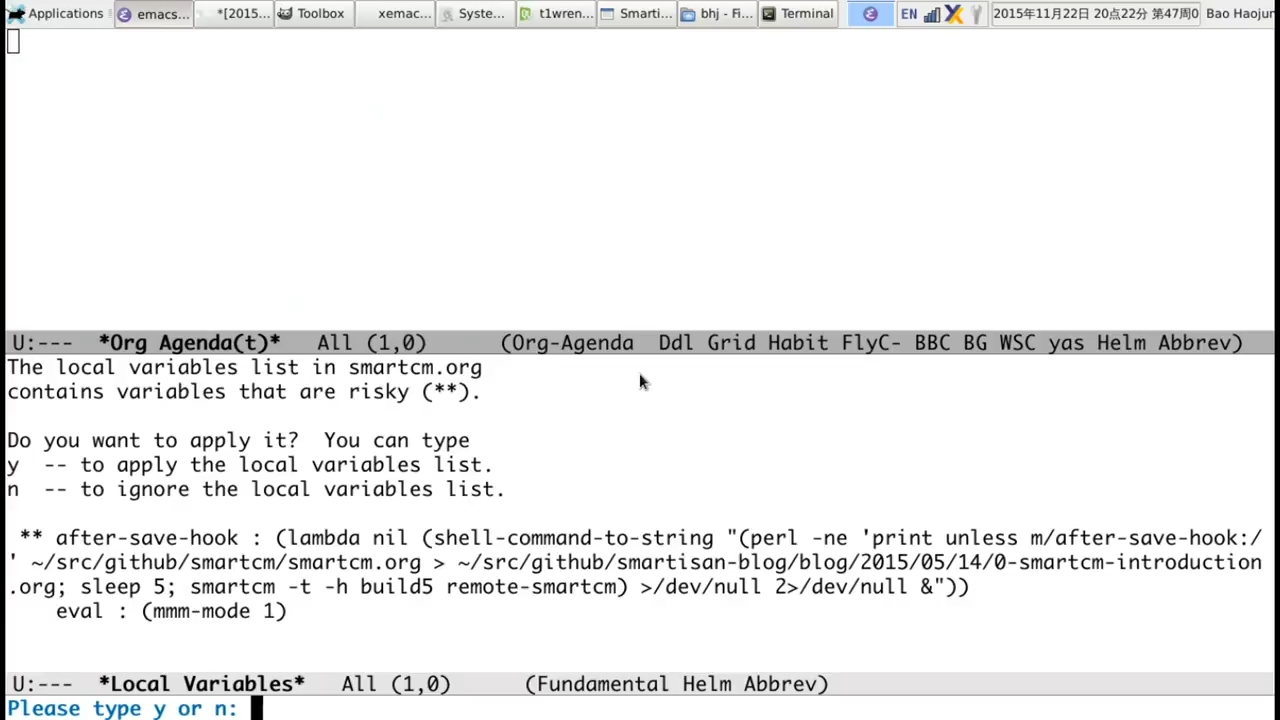 Applications emacs... *[2015... Toolbox xemac... Syste... t1wren... Smarti... bhj - Fi... Terminal EN 2015年11月22日 20点22分 第47周0 Bao Haojun
U:--- *Org Agenda(t)* All (1,0) (Org-Agenda Ddl Grid Habit FlyC- BBC BG WSC yas Helm Abbrev)
The local variables list in smartcm.org
contains variables that are risky (**).
Do you want to apply it? You can type
y -- to apply the local variables list.
n -- to ignore the local variables list.
** after-save-hook : (lambda nil (shell-command-to-string "(perl -ne 'print unless m/after-save-hook:/
' ~/src/github/smartcm/smartcm.org > ~/src/github/smartisan-blog/blog/2015/05/14/0-smartcm-introduction
.org; sleep 5; smartcm -t -h build5 remote-smartcm) >/dev/null 2>/dev/null &"))
eval : (mmm-mode 1)
U:--- *Local Variables* All (1,0) (Fundamental Helm Abbrev)
Please type y or n: